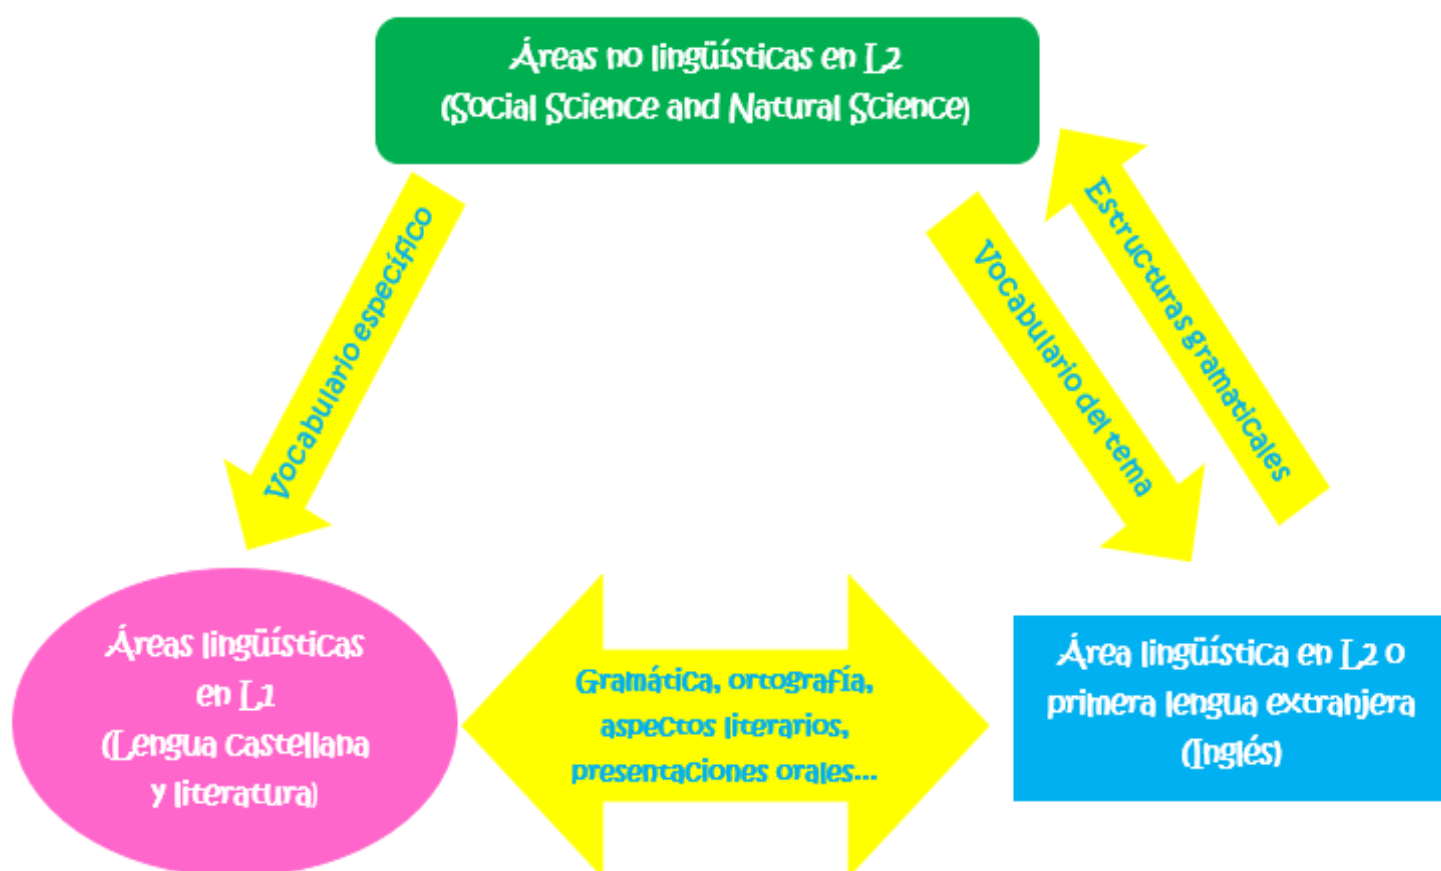 Áreas no lingüísticas en L2
(Social Science and Natural Science)
Vocabulario específico
Vocabulario del tema
Estructuras gramaticales
Áreas lingüísticas
en L1
(Lengua castellana
y literatura)
Gramática, ortografía,
aspectos literarios,
presentaciones orales...
Área lingüística en L2 o
primera lengua extranjera
(Inglés)